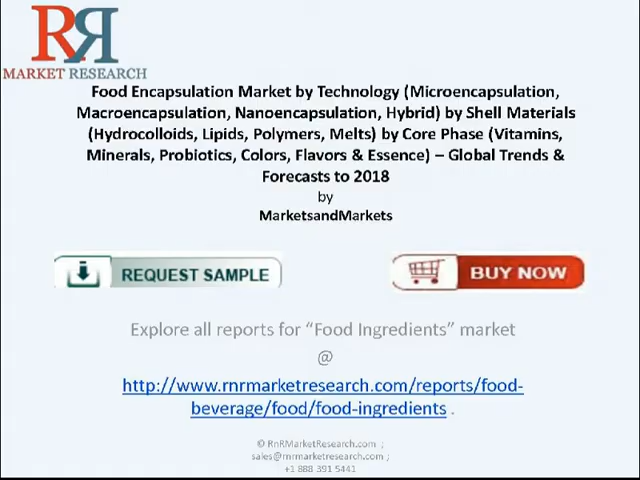 RR
MARKET RESEARCH
Food Encapsulation Market by Technology (Microencapsulation,
Macroencapsulation, Nanoencapsulation, Hybrid) by Shell Materials
(Hydrocolloids, Lipids, Polymers, Melts) by Core Phase (Vitamins,
Minerals, Probiotics, Colors, Flavors & Essence) – Global Trends &
Forecasts to 2018
by
MarketsandMarkets
REQUEST SAMPLE
BUY NOW
Explore all reports for “Food Ingredients” market
@
http://www.rnrmarketresearch.com/reports/food-
beverage/food/food-ingredients .
© RnRMarketResearch.com ;
sales@rnrmarketresearch.com ;
+1 888 391 5441